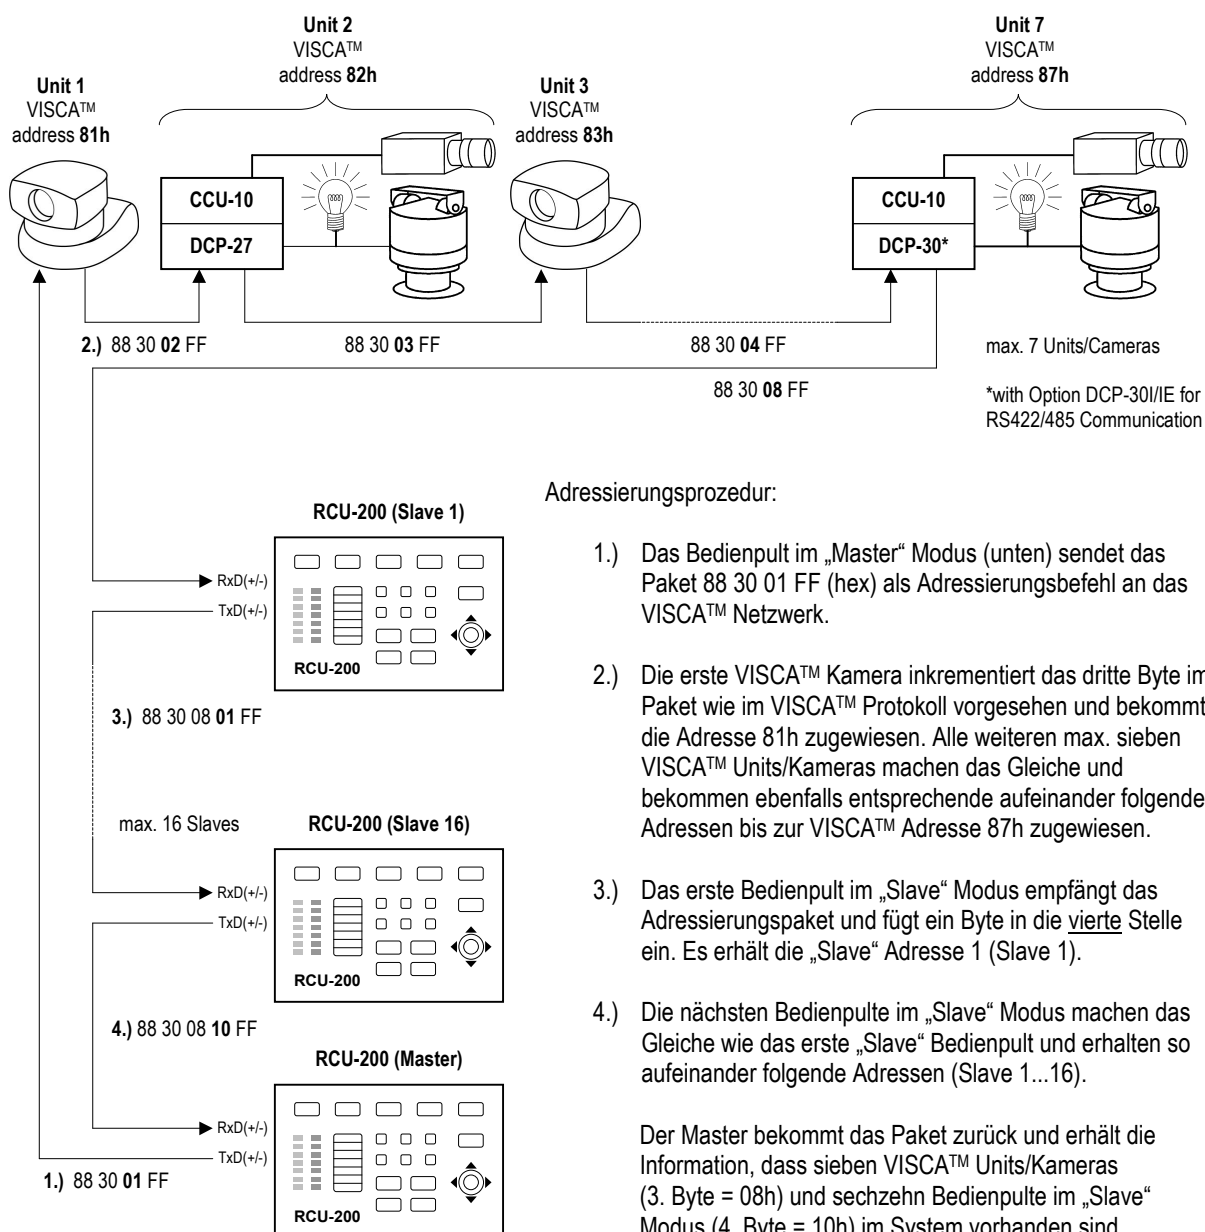 Unit 2
VISCA™
address 82h
Unit 7
VISCA™
address 87h
Unit 1
VISCA™
address 81h
Unit 3
VISCA™
address 83h
CCU-10
DCP-27
CCU-10
DCP-30*
2.) 88 30 02 FF
88 30 03 FF
88 30 04 FF
max. 7 Units/Cameras
88 30 08 FF
*with Option DCP-30I/IE for
RS422/485 Communication
RCU-200 (Slave 1)
RxD(+/-)
TxD(+/-)
RCU-200
3.) 88 30 08 01 FF
max. 16 Slaves
RCU-200 (Slave 16)
RxD(+/-)
TxD(+/-)
RCU-200
4.) 88 30 08 10 FF
RCU-200 (Master)
RxD(+/-)
TxD(+/-)
1.) 88 30 01 FF
RCU-200
Adressierungsprozedur:
1.) Das Bedienpult im „Master“ Modus (unten) sendet das
Paket 88 30 01 FF (hex) als Adressierungsbefehl an das
VISCA™ Netzwerk.
2.) Die erste VISCA™ Kamera inkrementiert das dritte Byte im
Paket wie im VISCA™ Protokoll vorgesehen und bekommt
die Adresse 81h zugewiesen. Alle weiteren max. sieben
VISCA™ Units/Kameras machen das Gleiche und
bekommen ebenfalls entsprechende aufeinander folgende
Adressen bis zur VISCA™ Adresse 87h zugewiesen.
3.) Das erste Bedienpult im „Slave“ Modus empfängt das
Adressierungspaket und fügt ein Byte in die vierte Stelle
ein. Es erhält die „Slave“ Adresse 1 (Slave 1).
4.) Die nächsten Bedienpulte im „Slave“ Modus machen das
Gleiche wie das erste „Slave“ Bedienpult und erhalten so
aufeinander folgende Adressen (Slave 1...16).
Der Master bekommt das Paket zurück und erhält die
Information, dass sieben VISCA™ Units/Kameras
(3. Byte = 08h) und sechzehn Bedienpulte im „Slave“
Modus (4. Byte = 10h) im System vorhanden sind